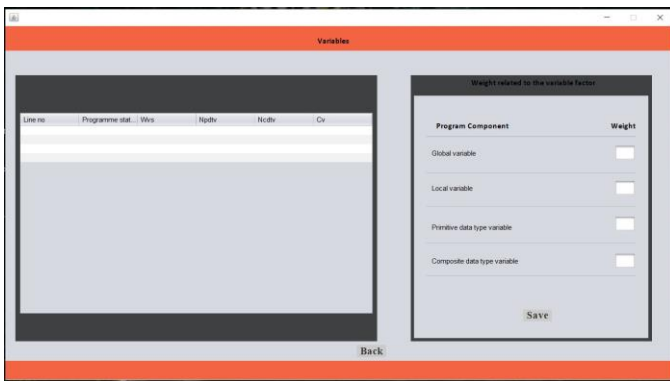 Variables
Line no Programme stat... Wvs Npdtv Ncdtv Cv
Weight related to the variable factor
Program Component Weight
Global variable
Local variable
Primitive data type variable
Composite data type variable
Save
Back